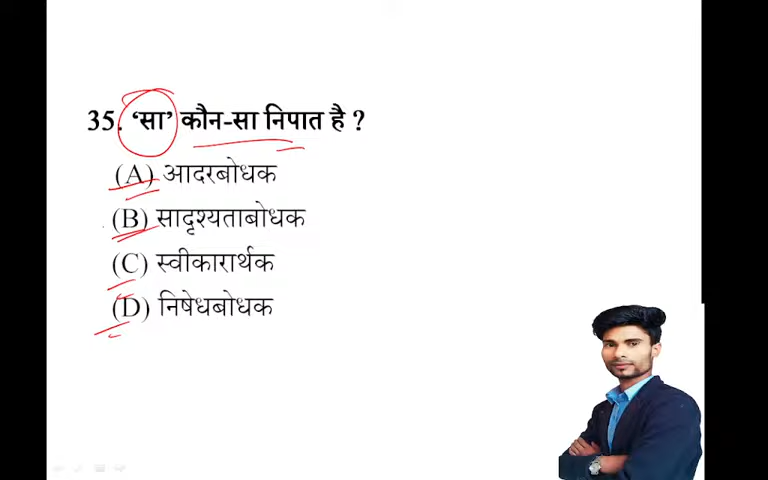 35. ‘सा’ कौन-सा निपात है ?
(A) आदरबोधक
(B) सादृश्यताबोधक
(C) स्वीकारार्थक
(D) निषेधबोधक